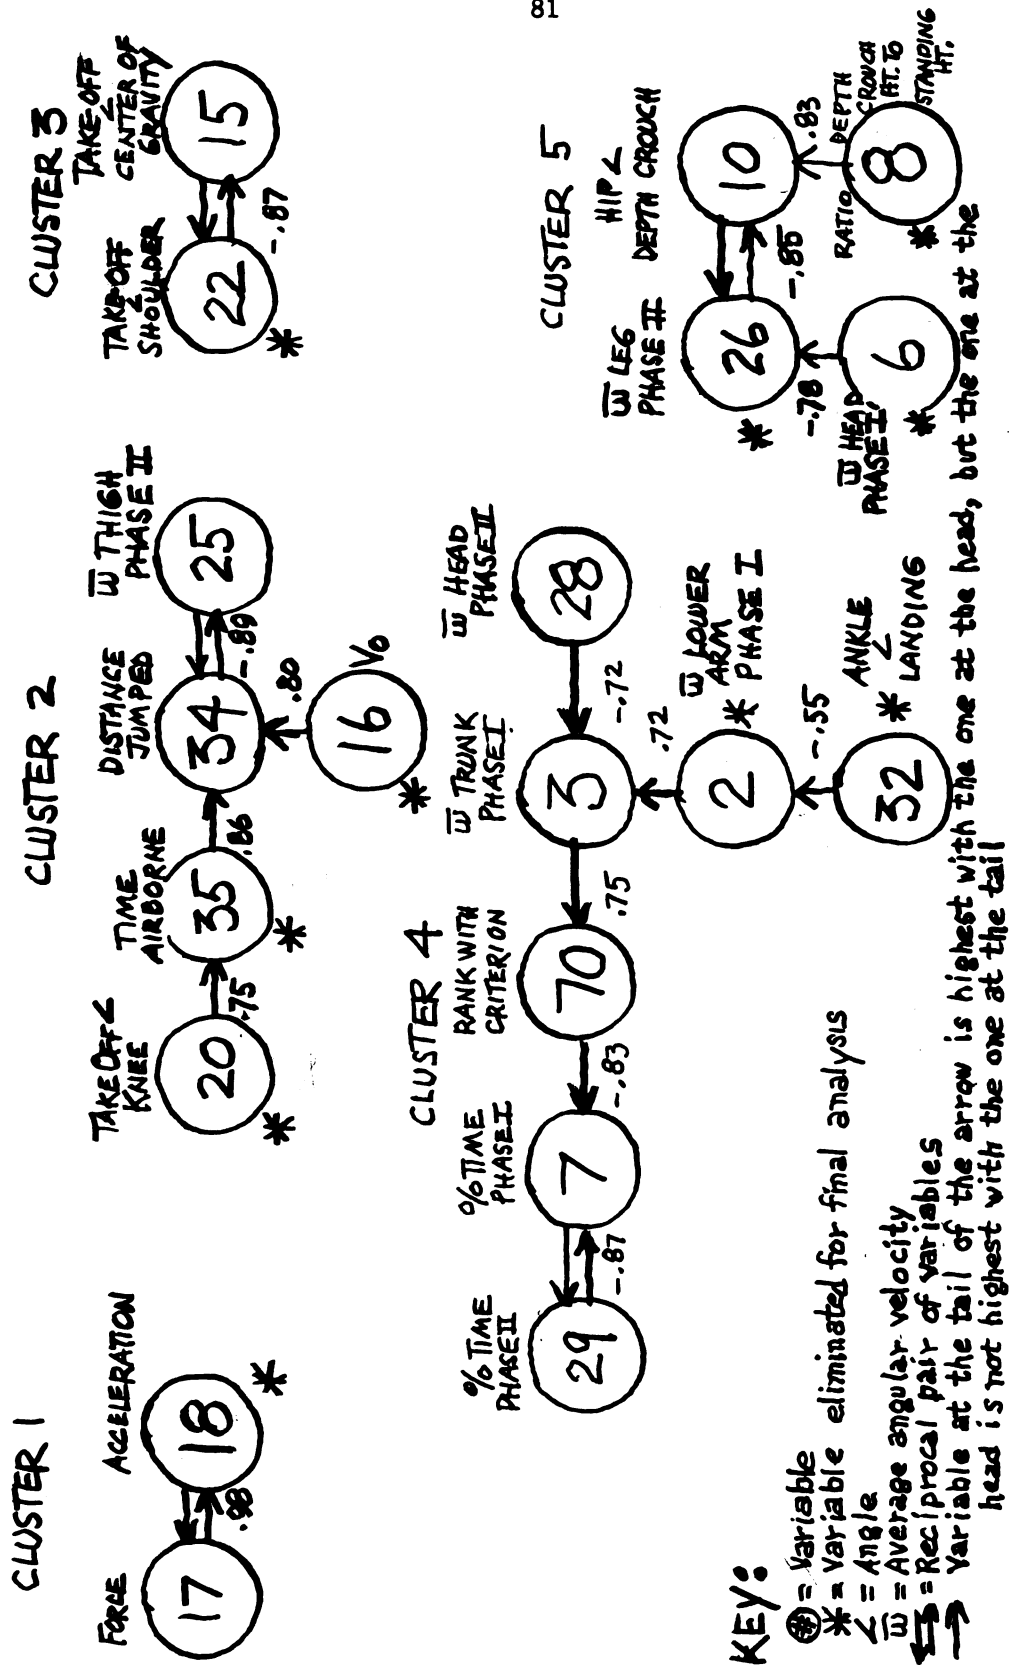 81
CLUSTER 1
FORCE
ACCELERATION
17
18
*
.98
CLUSTER 2
TAKE OFF ∠
KNEE
TIME
AIRBORNE
DISTANCE
JUMPED
ω̅ THIGH
PHASE II
20
35
34
25
*
.75
*
.86
-.89
.80
16
V₀
*
CLUSTER 3
TAKE-OFF
∠
SHOULDER
TAKE-OFF
∠
CENTER OF
GRAVITY
22
15
*
-.87
CLUSTER 4
% TIME
PHASE II
% TIME
PHASE I
RANK WITH
CRITERION
ω̅ TRUNK
PHASE I
ω̅ HEAD
PHASE II
29
7
70
3
28
-.87
-.83
.75
-.72
.72
2
ω̅ LOWER
ARM
* PHASE I
-.55
32
ANKLE
∠
* LANDING
CLUSTER 5
ω̅ LEG
PHASE II
HIP ∠
DEPTH CROUCH
26
10
*
-.85
-.78
.83
ω̅ HEAD
PHASE I
6
*
RATIO DEPTH
CROUCH
HT. TO
STANDING
HT.
8
*
KEY:
(#) = Variable
* = Variable eliminated for final analysis
∠ = Angle
ω̅ = Average angular velocity
⇆ = Reciprocal pair of variables
→ Variable at the tail of the arrow is highest with the one at the head, but the one at the
head is not highest with the one at the tail